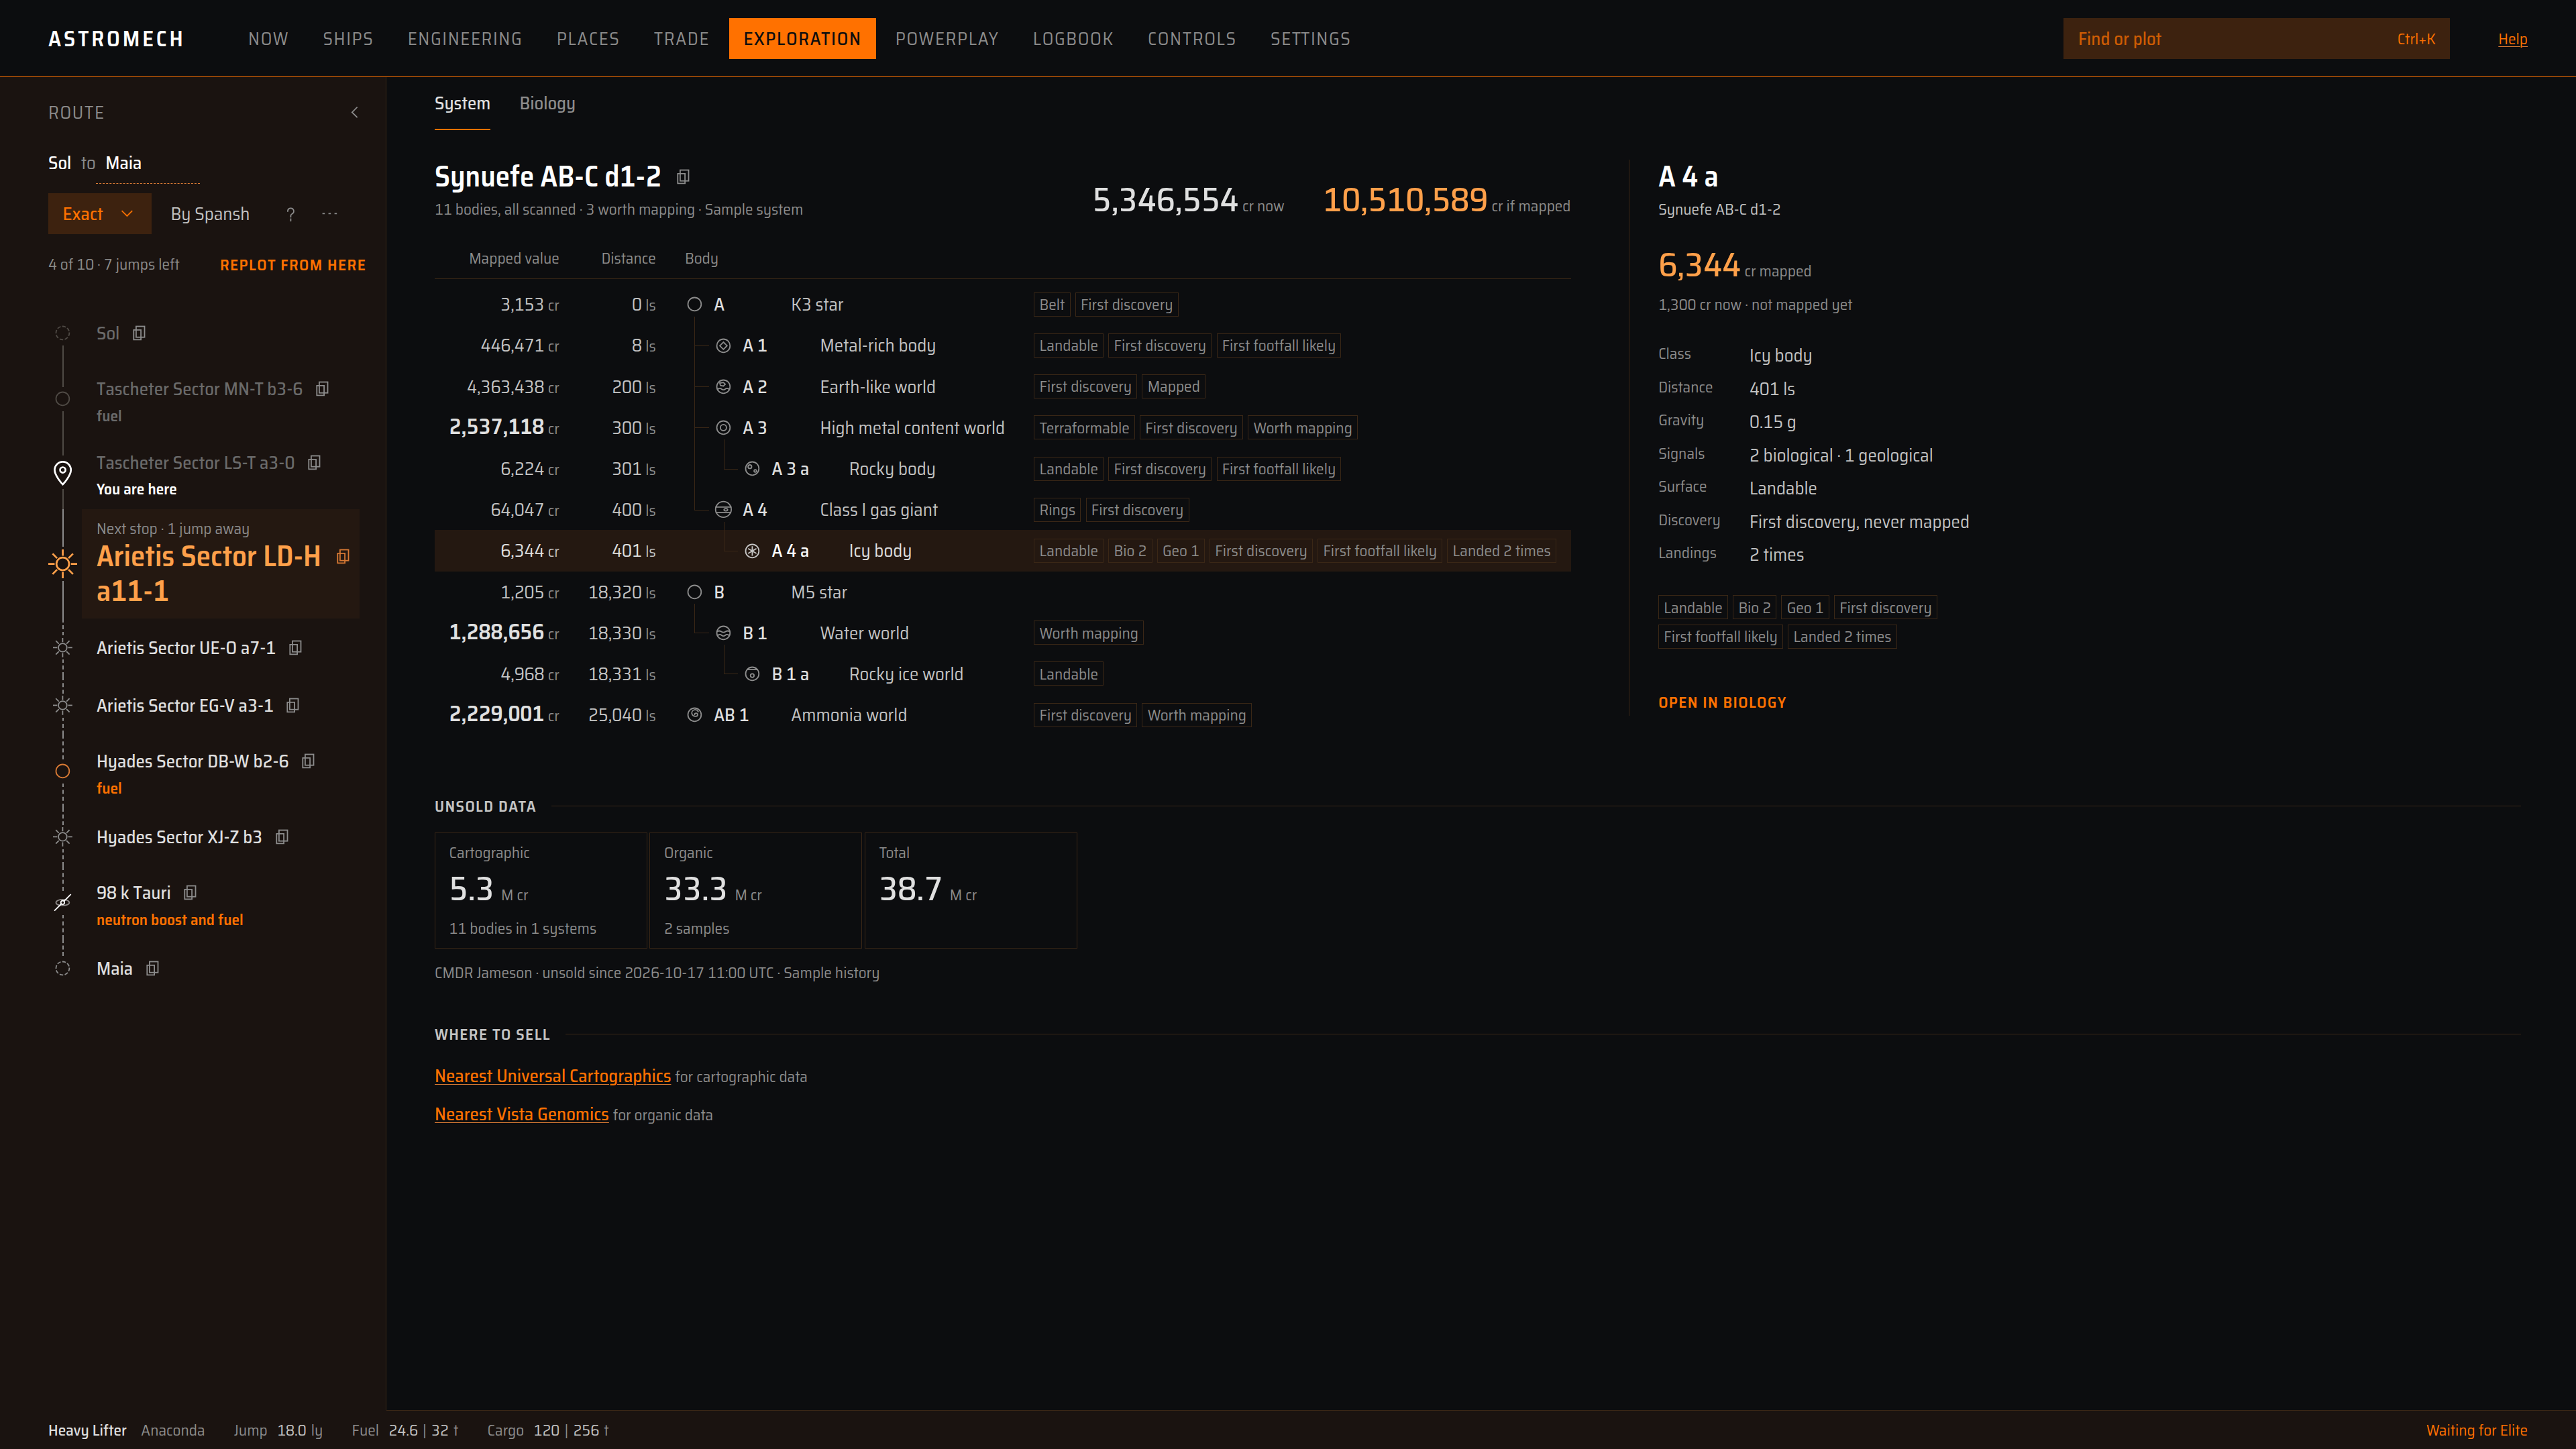 ASTROMECH NOW SHIPS ENGINEERING PLACES TRADE EXPLORATION POWERPLAY LOGBOOK CONTROLS SETTINGS Find or plot Ctrl+K Help
ROUTE
Sol to Maia
Exact By Spansh ? ···
4 of 10 · 7 jumps left REPLOT FROM HERE
Sol
Tascheter Sector MN-T b3-6
fuel
Tascheter Sector LS-T a3-0
You are here
Next stop · 1 jump away
Arietis Sector LD-H
a11-1
Arietis Sector UE-O a7-1
Arietis Sector EG-V a3-1
Hyades Sector DB-W b2-6
fuel
Hyades Sector XJ-Z b3
98 k Tauri
neutron boost and fuel
Maia
System Biology
Synuefe AB-C d1-2
11 bodies, all scanned · 3 worth mapping · Sample system
5,346,554 cr now 10,510,589 cr if mapped
Mapped value Distance Body
3,153 cr 0 ls A K3 star Belt First discovery
446,471 cr 8 ls A 1 Metal-rich body Landable First discovery First footfall likely
4,363,438 cr 200 ls A 2 Earth-like world First discovery Mapped
2,537,118 cr 300 ls A 3 High metal content world Terraformable First discovery Worth mapping
6,224 cr 301 ls A 3 a Rocky body Landable First discovery First footfall likely
64,047 cr 400 ls A 4 Class I gas giant Rings First discovery
6,344 cr 401 ls A 4 a Icy body Landable Bio 2 Geo 1 First discovery First footfall likely Landed 2 times
1,205 cr 18,320 ls B M5 star
1,288,656 cr 18,330 ls B 1 Water world Worth mapping
4,968 cr 18,331 ls B 1 a Rocky ice world Landable
2,229,001 cr 25,040 ls AB 1 Ammonia world First discovery Worth mapping
A 4 a
Synuefe AB-C d1-2
6,344 cr mapped
1,300 cr now · not mapped yet
Class Icy body
Distance 401 ls
Gravity 0.15 g
Signals 2 biological · 1 geological
Surface Landable
Discovery First discovery, never mapped
Landings 2 times
Landable Bio 2 Geo 1 First discovery
First footfall likely Landed 2 times
OPEN IN BIOLOGY
UNSOLD DATA
Cartographic Organic Total
5.3 M cr 33.3 M cr 38.7 M cr
11 bodies in 1 systems 2 samples
CMDR Jameson · unsold since 2026-10-17 11:00 UTC · Sample history
WHERE TO SELL
Nearest Universal Cartographics for cartographic data
Nearest Vista Genomics for organic data
Heavy Lifter Anaconda Jump 18.0 ly Fuel 24.6 | 32 t Cargo 120 | 256 t Waiting for Elite